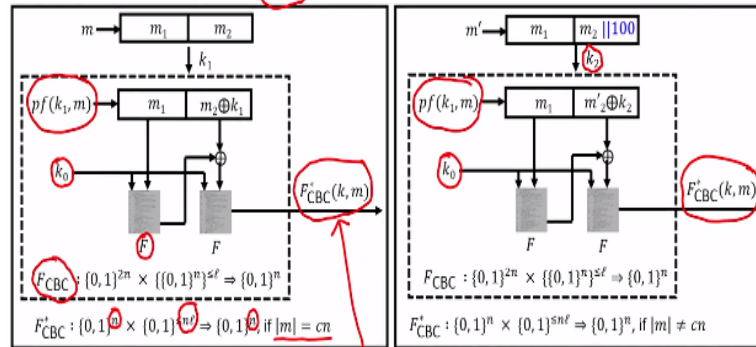 m
m₁
m₂
k₁
pf(k₁,m)
m₁
m₂⊕k₁
⊕
k₀
F
F
F*CBC(k,m)
FCBC : {0,1}²ⁿ × {{0,1}ⁿ}≤ℓ ⇒ {0,1}ⁿ
F*CBC : {0,1}ⁿ × {0,1}≤nℓ ⇒ {0,1}ⁿ, if |m| = cn
m′
m₁
m₂ ||100
k₂
pf(k₁,m)
m₁
m′₂⊕k₂
⊕
k₀
F
F
F*CBC(k,m)
FCBC : {0,1}²ⁿ × {{0,1}ⁿ}≤ℓ ⇒ {0,1}ⁿ
F*CBC : {0,1}ⁿ × {0,1}≤nℓ ⇒ {0,1}ⁿ, if |m| ≠ cn